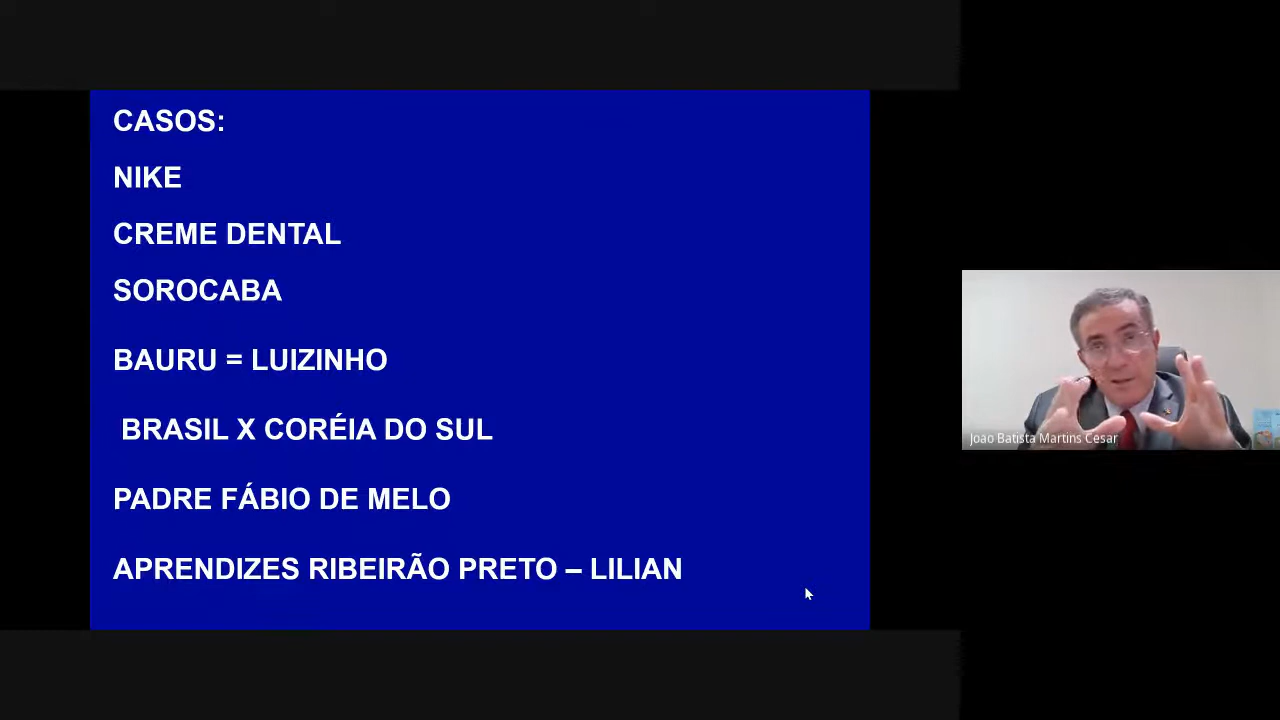 CASOS:
NIKE
CREME DENTAL
SOROCABA
BAURU = LUIZINHO
BRASIL X CORÉIA DO SUL
PADRE FÁBIO DE MELO
APRENDIZES RIBEIRÃO PRETO – LILIAN
Joao Batista Martins Cesar